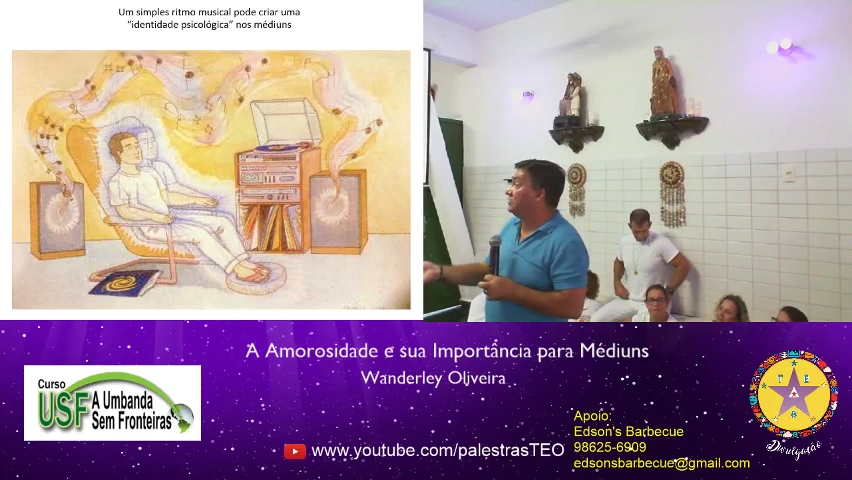 Um simples ritmo musical pode criar uma
“identidade psicológica” nos médiuns
A Amorosidade e sua Importância para Médiuns
Wanderley Oliveira
Curso
USF A Umbanda
Sem Fronteiras
www.youtube.com/palestrasTEO
Apoio:
Edson's Barbecue
98625-6909
edsonsbarbecue@gmail.com
T E
Divulgação